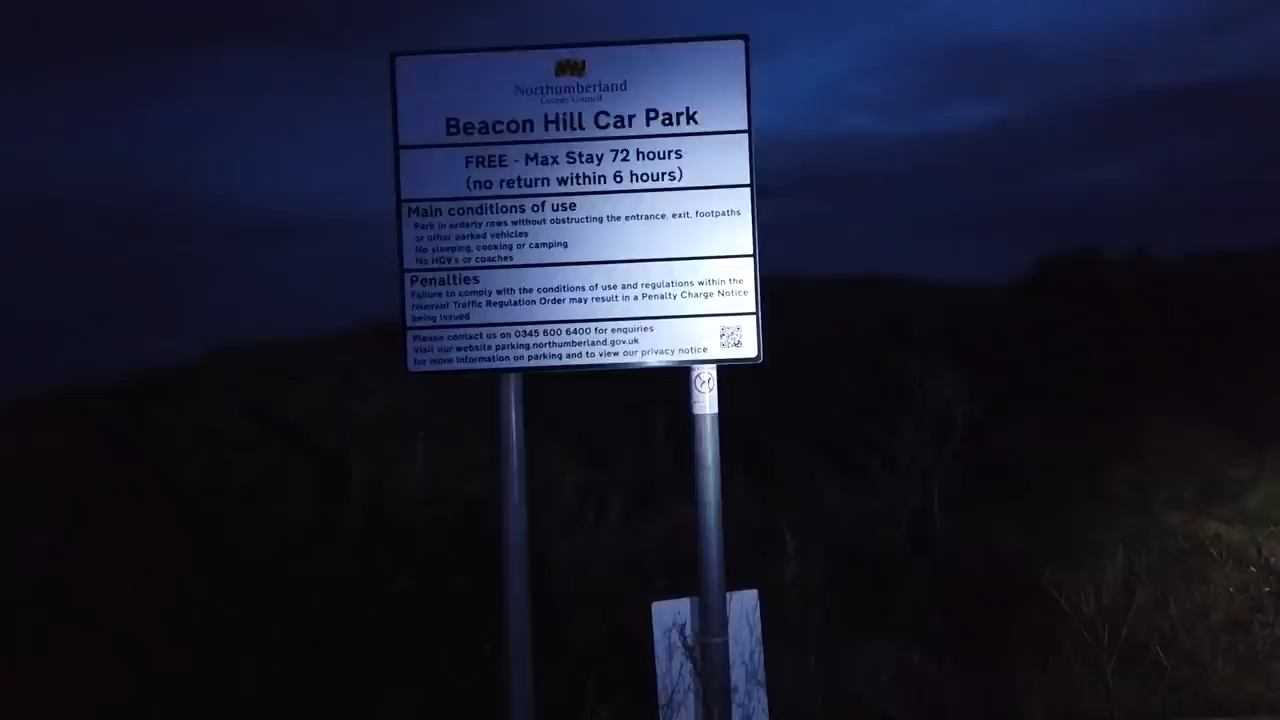 Northumberland
County Council
Beacon Hill Car Park
FREE - Max Stay 72 hours
(no return within 6 hours)
Main conditions of use
Park in orderly rows without obstructing the entrance, exit, footpaths
or other parked vehicles
No sleeping, cooking or camping
No HGV's or coaches
Penalties
Failure to comply with the conditions of use and regulations within the
relevant Traffic Regulation Order may result in a Penalty Charge Notice
being issued
Please contact us on 0345 600 6400 for enquiries
Visit our website parking.northumberland.gov.uk
for more information on parking and to view our privacy notice